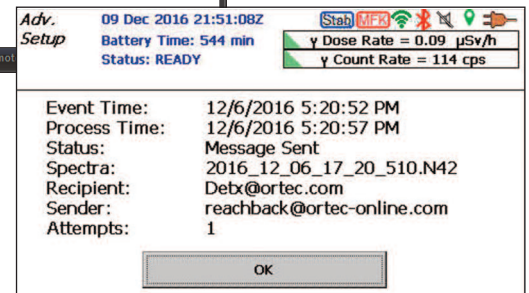 Adv. Setup
09 Dec 2016 21:51:08Z
Battery Time: 544 min
Status: READY
Stab MFK
γ Dose Rate = 0.09 µSv/h
γ Count Rate = 114 cps
not
Event Time: 12/6/2016 5:20:52 PM
Process Time: 12/6/2016 5:20:57 PM
Status: Message Sent
Spectra: 2016_12_06_17_20_510.N42
Recipient: Detx@ortec.com
Sender: reachback@ortec-online.com
Attempts: 1
OK